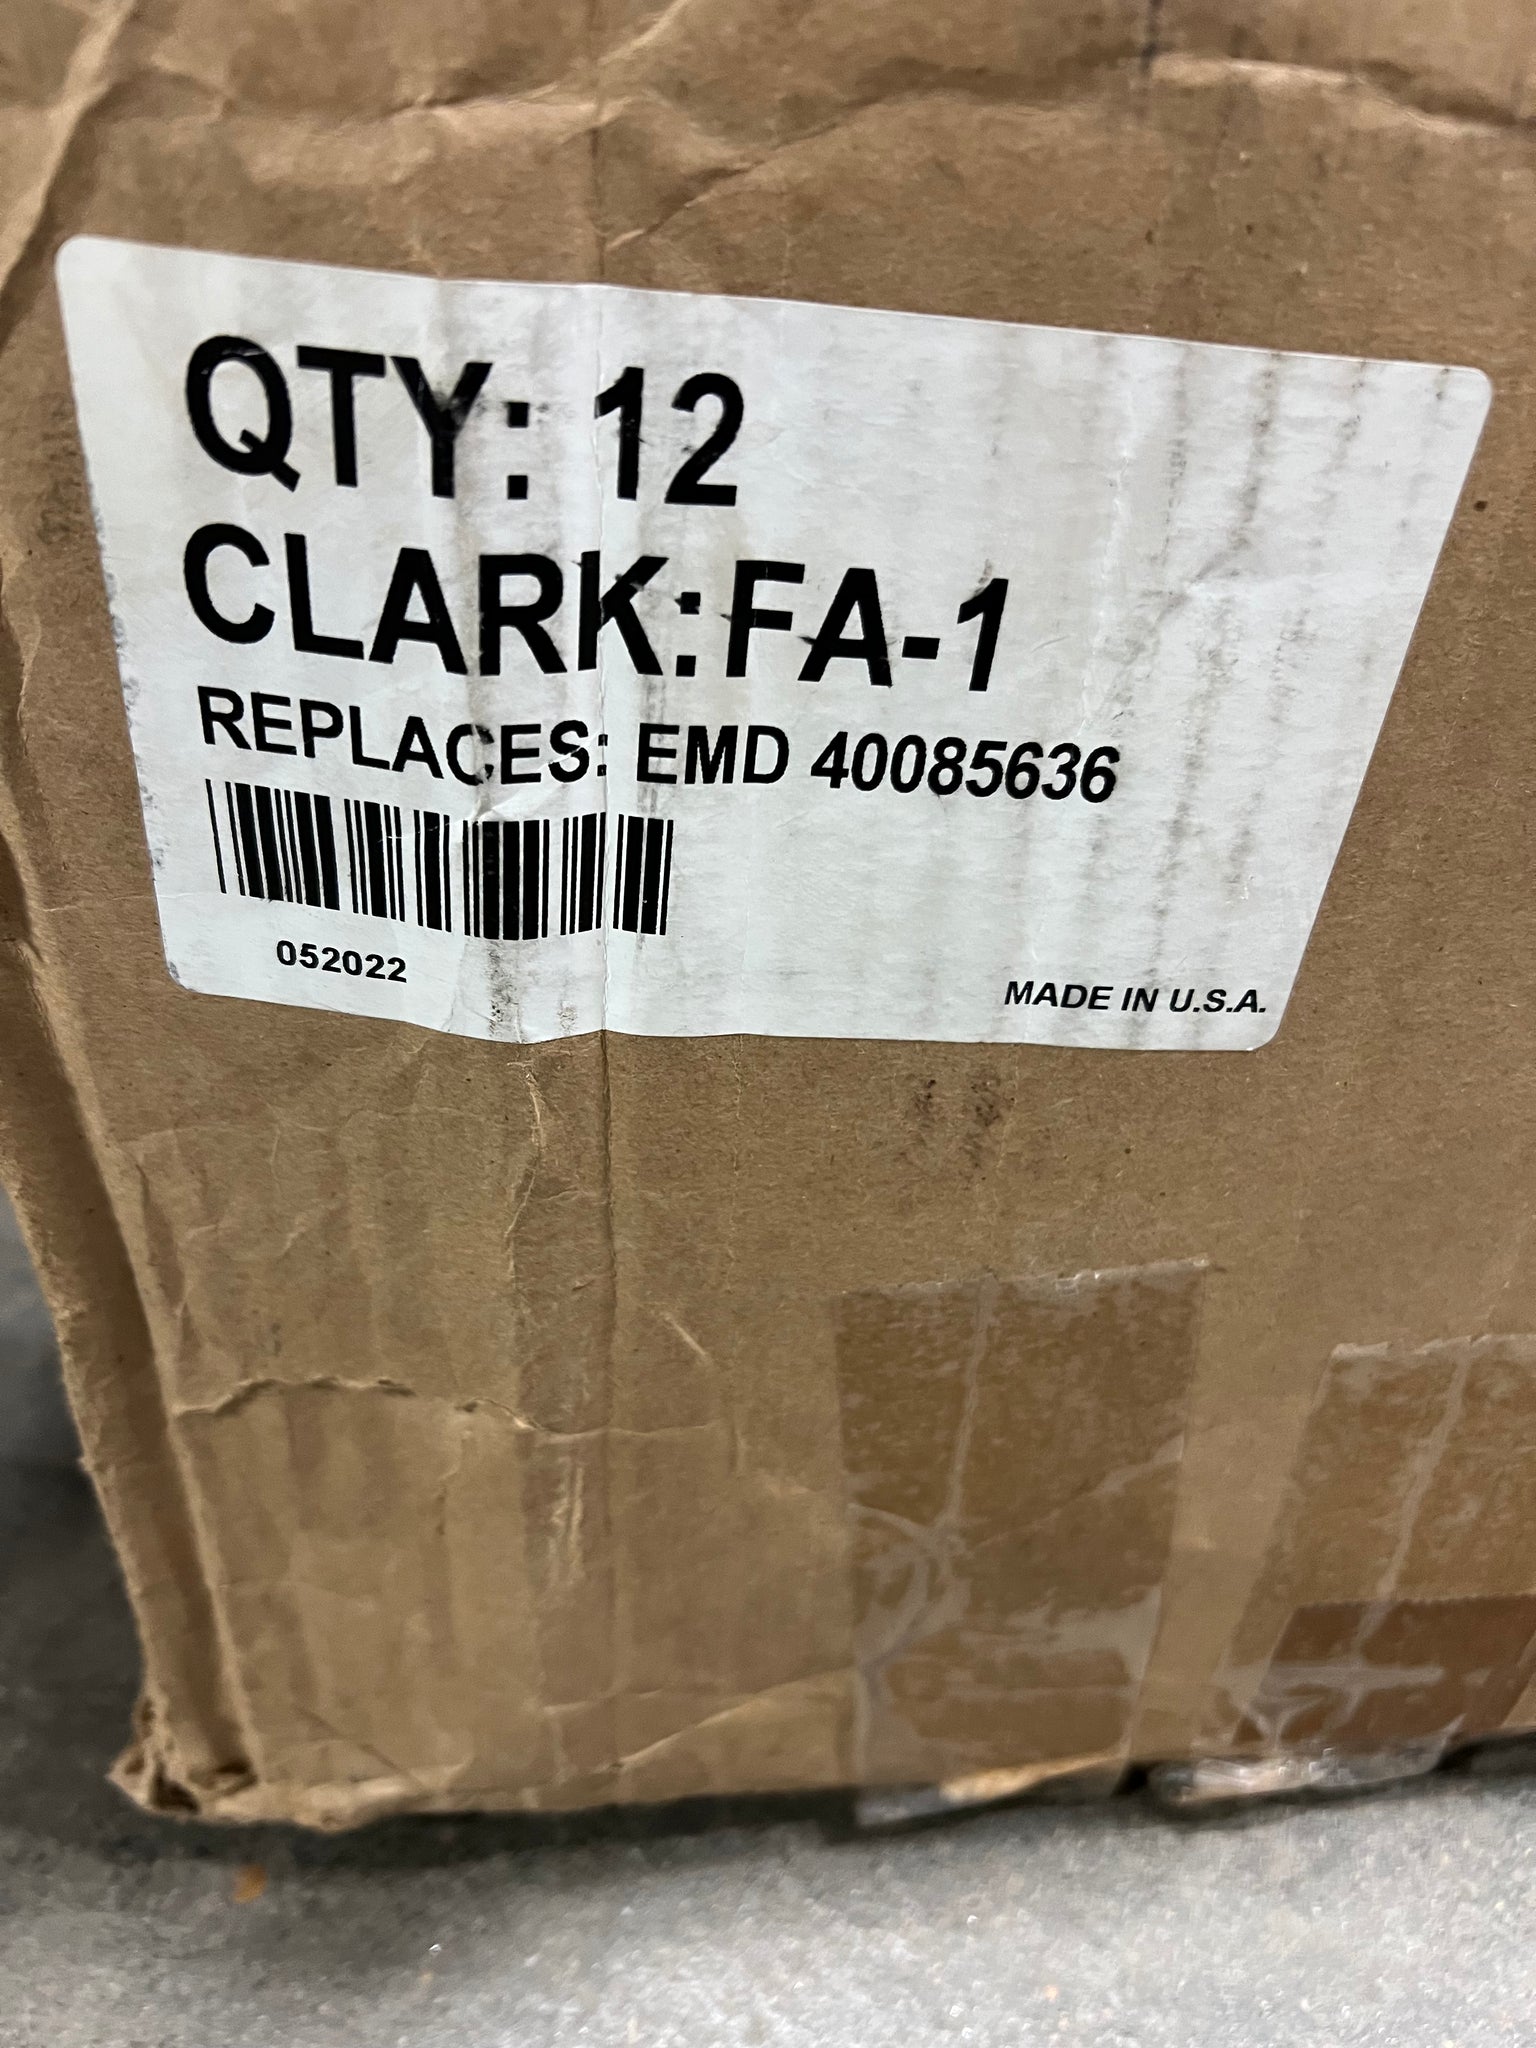 QTY: 12
CLARK:FA-1
REPLACES: EMD 40085636
052022
MADE IN U.S.A.